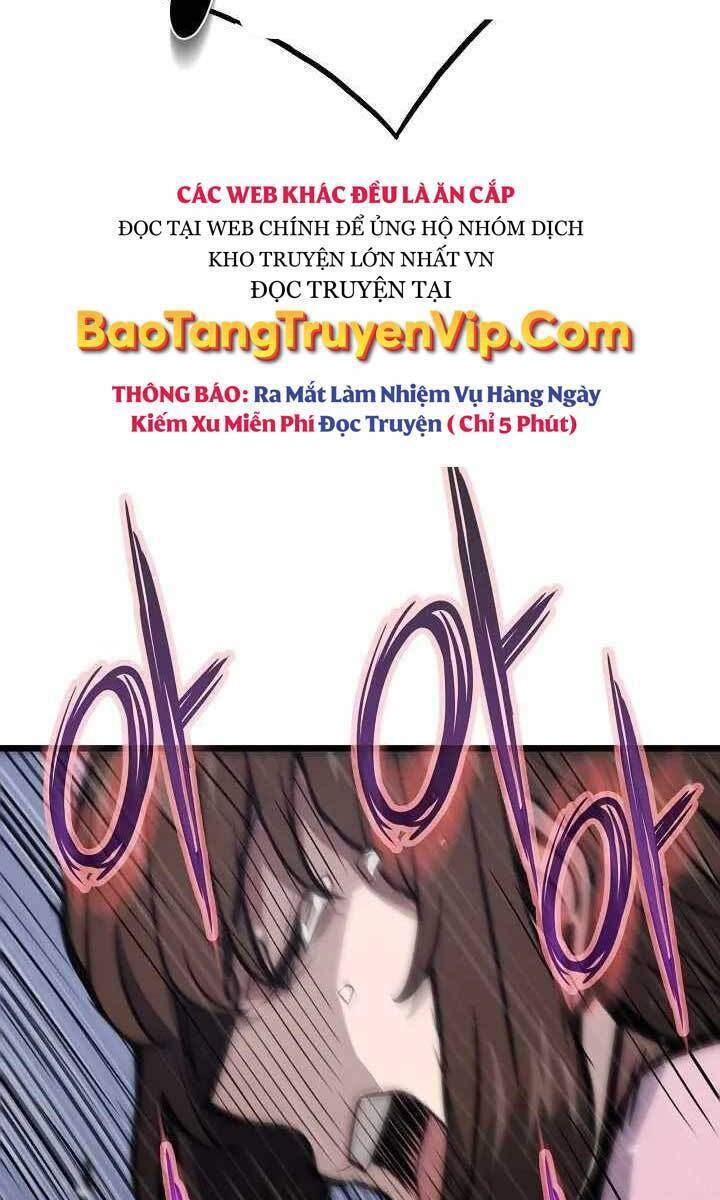 CÁC WEB KHÁC ĐỀU LÀ ĂN CẮP
ĐỌC TẠI WEB CHÍNH ĐỂ ỦNG HỘ NHÓM DỊCH
KHO TRUYỆN LỚN NHẤT VN
ĐỌC TRUYỆN TẠI
BaoTangTruyenVip.Com
THÔNG BÁO: Ra Mắt Làm Nhiệm Vụ Hàng Ngày
Kiếm Xu Miễn Phí Đọc Truyện ( Chỉ 5 Phút)
아 아 아